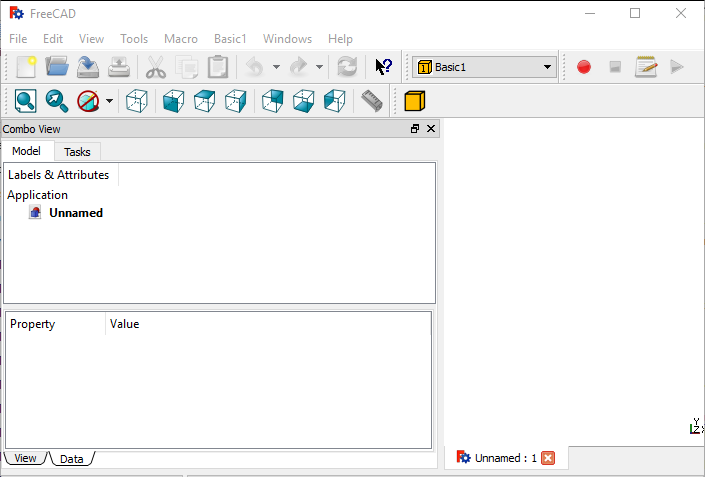 FreeCAD
File Edit View Tools Macro Basic1 Windows Help
Basic1
Combo View
Model Tasks
Labels & Attributes
Application
Unnamed
Property Value
View Data
Unnamed : 1
Y
Z X